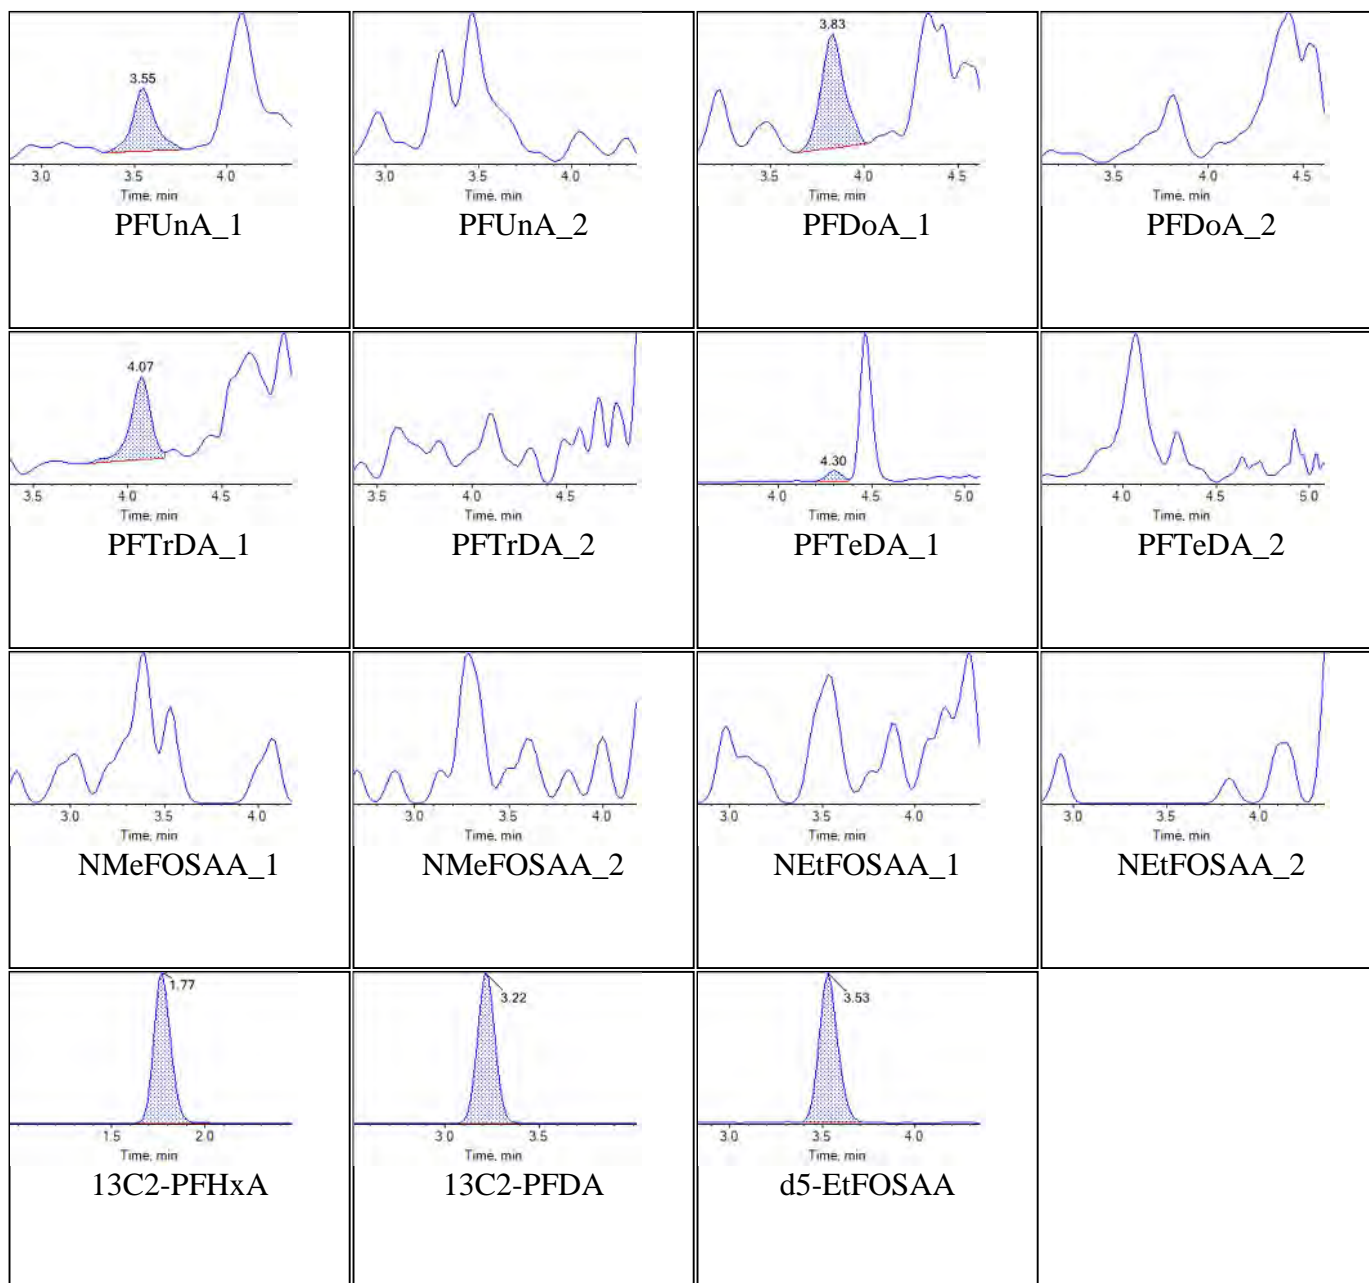 3.55
3.0 3.5 4.0
Time, min
PFUnA_1
3.0 3.5 4.0
Time, min
PFUnA_2
3.83
3.5 4.0 4.5
Time, min
PFDoA_1
3.5 4.0 4.5
Time, min
PFDoA_2
4.07
3.5 4.0 4.5
Time, min
PFTrDA_1
3.5 4.0 4.5
Time, min
PFTrDA_2
4.30
4.0 4.5 5.0
Time, min
PFTeDA_1
4.0 4.5 5.0
Time, min
PFTeDA_2
3.0 3.5 4.0
Time, min
NMeFOSAA_1
3.0 3.5 4.0
Time, min
NMeFOSAA_2
3.0 3.5 4.0
Time, min
NEtFOSAA_1
3.0 3.5 4.0
Time, min
NEtFOSAA_2
1.77
1.5 2.0
Time, min
13C2-PFHxA
3.22
3.0 3.5
Time, min
13C2-PFDA
3.53
3.0 3.5 4.0
Time, min
d5-EtFOSAA